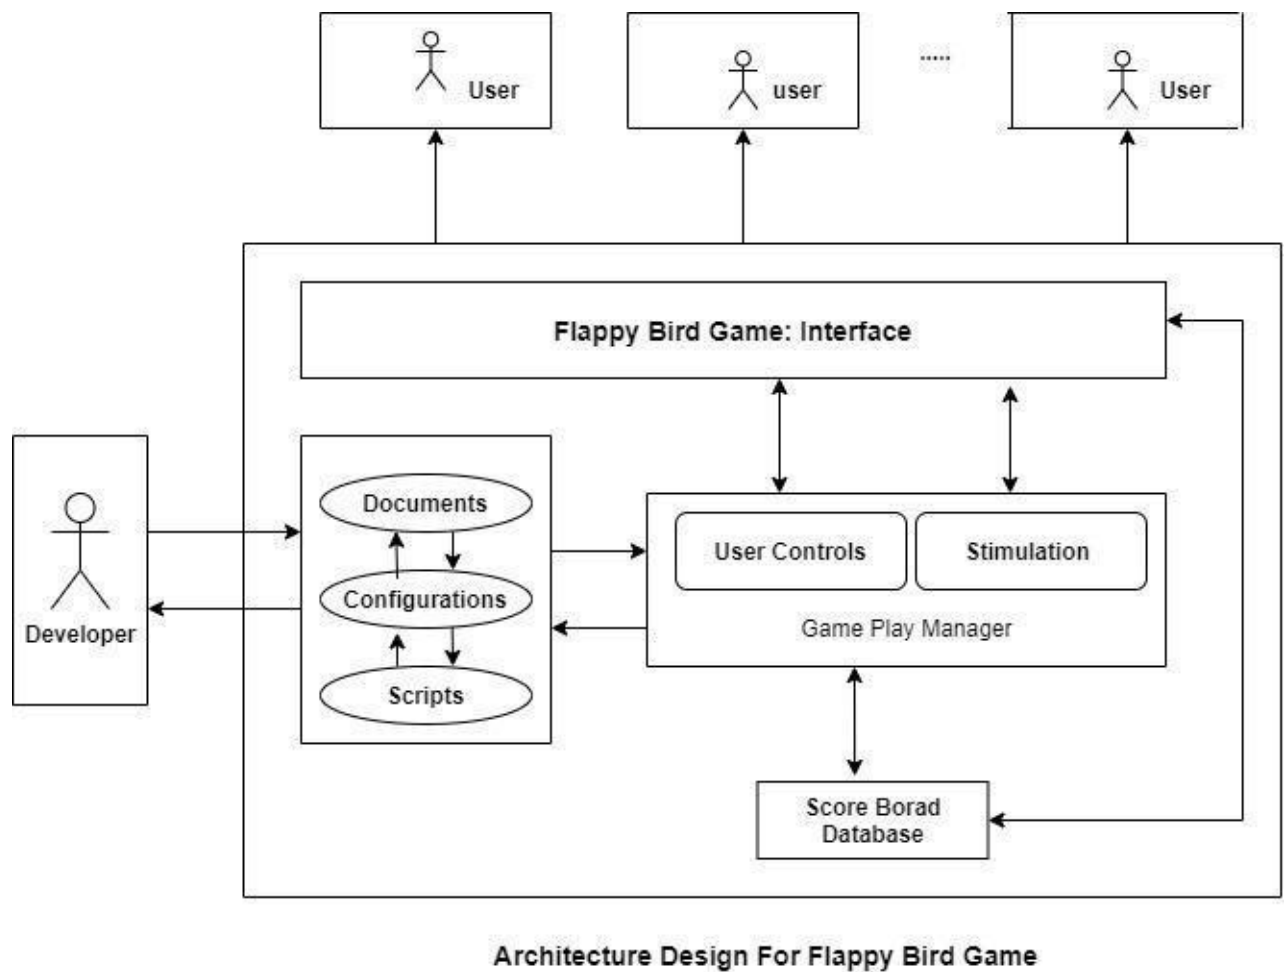 User
user
.....
User
Flappy Bird Game: Interface
Documents
User Controls
Stimulation
Configurations
Developer
Game Play Manager
Scripts
Score Borad
Database
Architecture Design For Flappy Bird Game